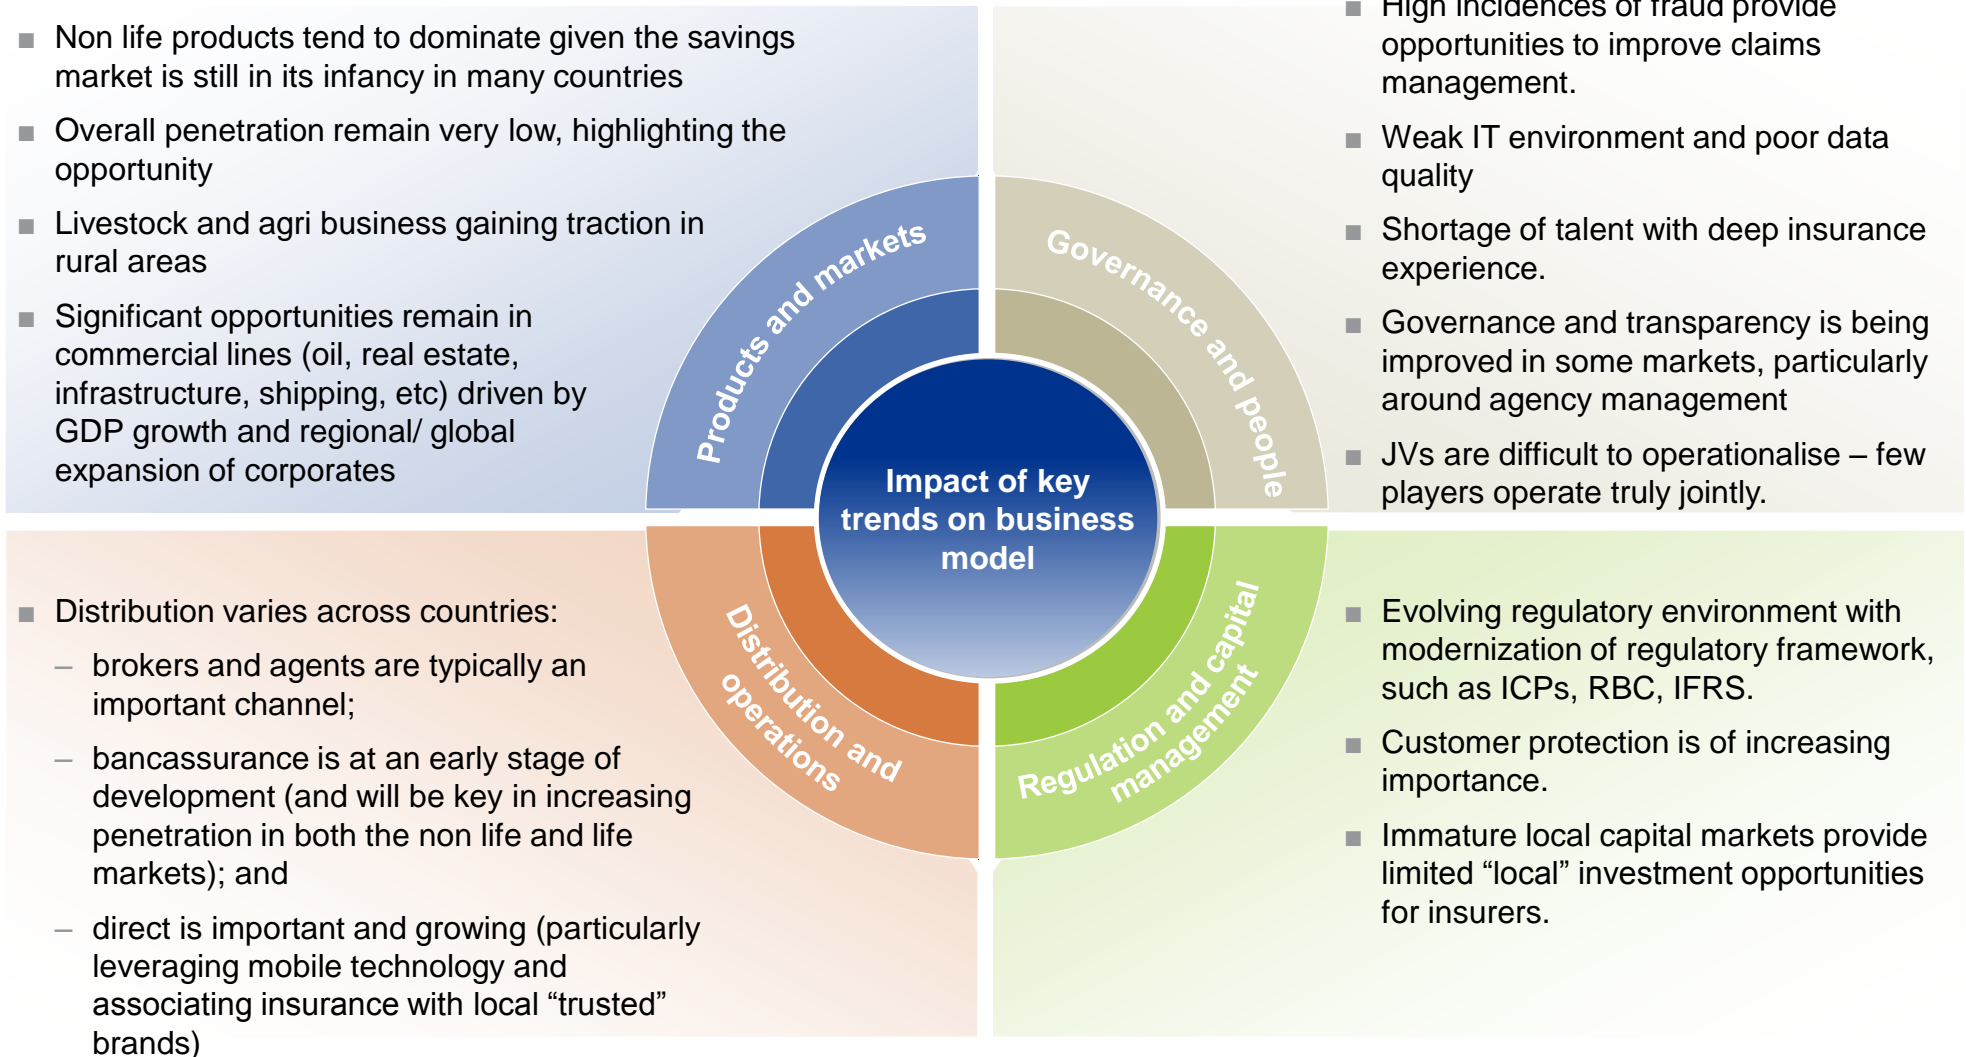 Non life products tend to dominate given the savings
market is still in its infancy in many countries
Overall penetration remain very low, highlighting the
opportunity
Livestock and agri business gaining traction in
rural areas
Significant opportunities remain in
commercial lines (oil, real estate,
infrastructure, shipping, etc) driven by
GDP growth and regional/ global
expansion of corporates
Products and markets
Governance and people
High incidences of fraud provide
opportunities to improve claims
management.
Weak IT environment and poor data
quality
Shortage of talent with deep insurance
experience.
Governance and transparency is being
improved in some markets, particularly
around agency management
JVs are difficult to operationalise – few
players operate truly jointly.
Impact of key
trends on business
model
Distribution varies across countries:
– brokers and agents are typically an
important channel;
– bancassurance is at an early stage of
development (and will be key in increasing
penetration in both the non life and life
markets); and
– direct is important and growing (particularly
leveraging mobile technology and
associating insurance with local “trusted”
brands)
Distribution and
operations
Regulation and capital
management
Evolving regulatory environment with
modernization of regulatory framework,
such as ICPs, RBC, IFRS.
Customer protection is of increasing
importance.
Immature local capital markets provide
limited “local” investment opportunities
for insurers.